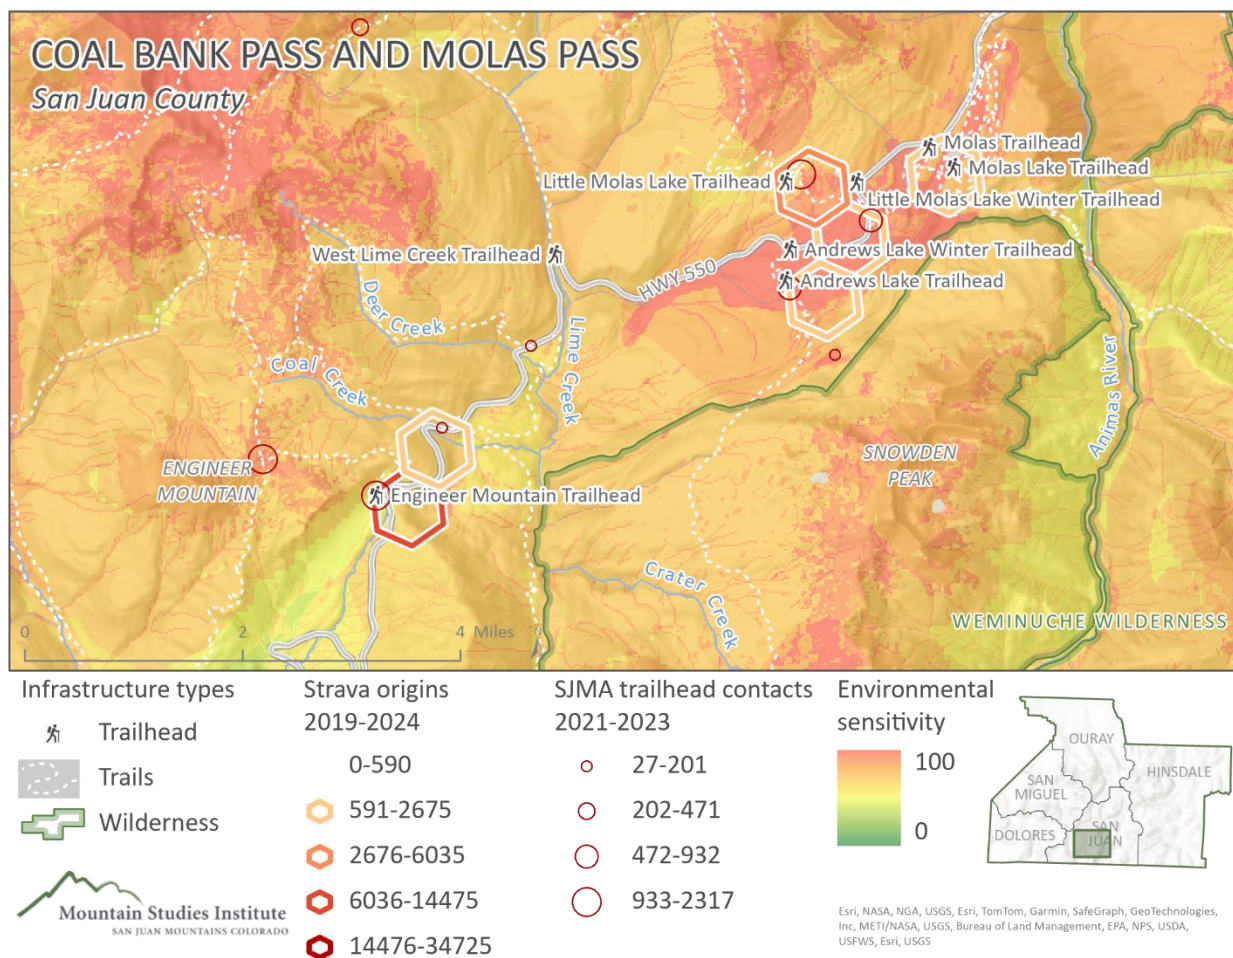 COAL BANK PASS AND MOLAS PASS
San Juan County
Molas Trailhead
Molas Lake Trailhead
Little Molas Lake Trailhead
Little Molas Lake Winter Trailhead
West Lime Creek Trailhead
Andrews Lake Winter Trailhead
HWY-550
Andrews Lake Trailhead
Deer Creek
Lime Creek
Coal Creek
Animas River
ENGINEER
MOUNTAIN
SNOWDEN
PEAK
Engineer Mountain Trailhead
Crater Creek
WEMINUCHE WILDERNESS
0 2 4 Miles
Infrastructure types
Trailhead
Trails
Wilderness
Mountain Studies Institute
SAN JUAN MOUNTAINS COLORADO
Strava origins
2019-2024
0-590
591-2675
2676-6035
6036-14475
14476-34725
SJMA trailhead contacts
2021-2023
27-201
202-471
472-932
933-2317
Environmental
sensitivity
100
0
OURAY
HINSDALE
SAN
MIGUEL
DOLORES
SAN
JUAN
Esri, NASA, NGA, USGS, Esri, TomTom, Garmin, SafeGraph, GeoTechnologies,
Inc, METI/NASA, USGS, Bureau of Land Management, EPA, NPS, USDA,
USFWS, Esri, USGS